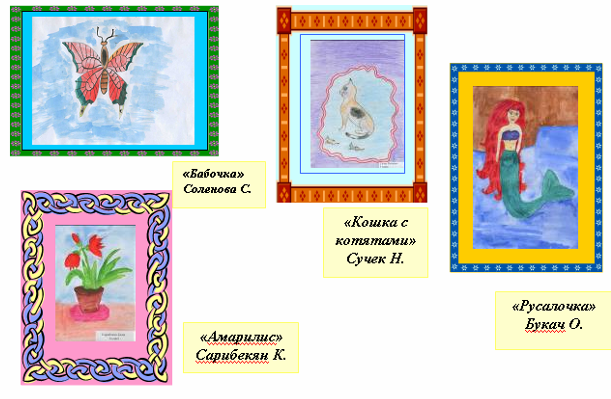 «Бабочка»
Соленова С.
«Кошка с
котятами»
Сучек Н.
«Русалочка»
Букач О.
«Амарилис»
Сарибекян К.